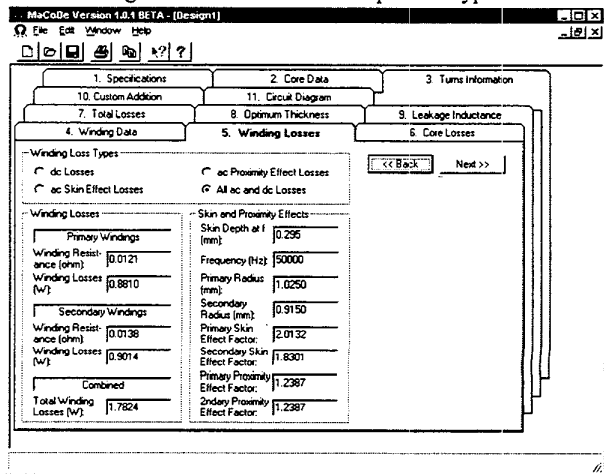 MaCoDe Version 1.0.1 BETA - [Design1]
File Edit Window Help
1. Specifications 2. Core Data 3. Turns Information
10. Custom Addition 11. Circuit Diagram
7. Total Losses 8. Optimum Thickness 9. Leakage Inductance
4. Winding Data 5. Winding Losses 6. Core Losses
Winding Loss Types
dc Losses ac Proximity Effect Losses
ac Skin Effect Losses All ac and dc Losses
<< Back Next >>
Winding Losses
Primary Windings
Winding Resist-
ance (ohm): 0.0121
Winding Losses
(W): 0.8810
Secondary Windings
Winding Resist-
ance (ohm): 0.0138
Winding Losses
(W): 0.9014
Combined
Total Winding
Losses (W): 1.7824
Skin and Proximity Effects
Skin Depth at f
(mm): 0.295
Frequency (Hz): 50000
Primary Radius
(mm): 1.0250
Secondary
Radius (mm): 0.9150
Primary Skin
Effect Factor: 2.0132
Secondary Skin
Effect Factor: 1.8301
Primary Proximity
Effect Factor: 1.2387
2ndary Proximity
Effect Factor: 1.2387